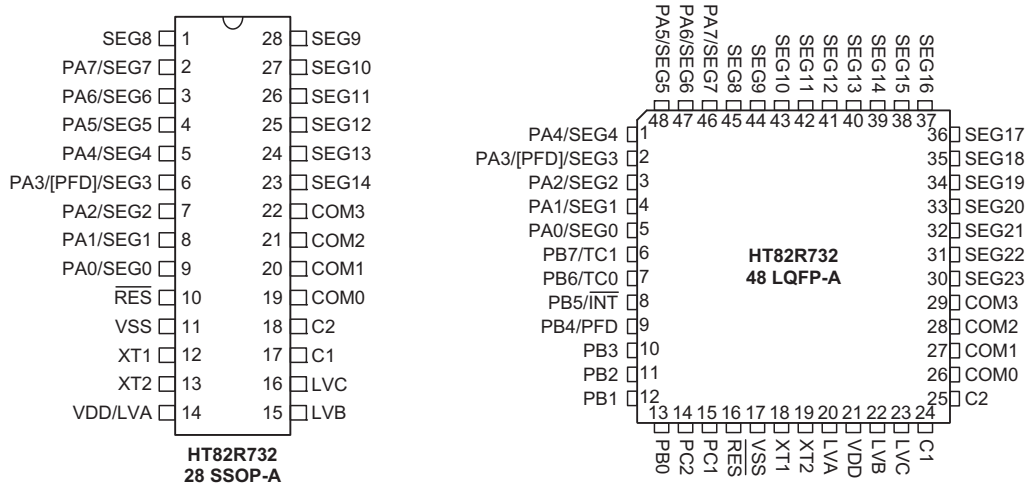 SEG8 1
PA7/SEG7 2
PA6/SEG6 3
PA5/SEG5 4
PA4/SEG4 5
PA3/[PFD]/SEG3 6
PA2/SEG2 7
PA1/SEG1 8
PA0/SEG0 9
RES 10
VSS 11
XT1 12
XT2 13
VDD/LVA 14
28 SEG9
27 SEG10
26 SEG11
25 SEG12
24 SEG13
23 SEG14
22 COM3
21 COM2
20 COM1
19 COM0
18 C2
17 C1
16 LVC
15 LVB
HT82R732
28 SSOP-A
PA5/SEG5 48
PA6/SEG6 47
PA7/SEG7 46
SEG8 45
SEG9 44
SEG10 43
SEG11 42
SEG12 41
SEG13 40
SEG14 39
SEG15 38
SEG16 37
PA4/SEG4 1
PA3/[PFD]/SEG3 2
PA2/SEG2 3
PA1/SEG1 4
PA0/SEG0 5
PB7/TC1 6
PB6/TC0 7
PB5/INT 8
PB4/PFD 9
PB3 10
PB2 11
PB1 12
HT82R732
48 LQFP-A
36 SEG17
35 SEG18
34 SEG19
33 SEG20
32 SEG21
31 SEG22
30 SEG23
29 COM3
28 COM2
27 COM1
26 COM0
25 C2
13 PB0
14 PC2
15 PC1
16 RES
17 VSS
18 XT1
19 XT2
20 LVA
21 VDD
22 LVB
23 LVC
24 C1